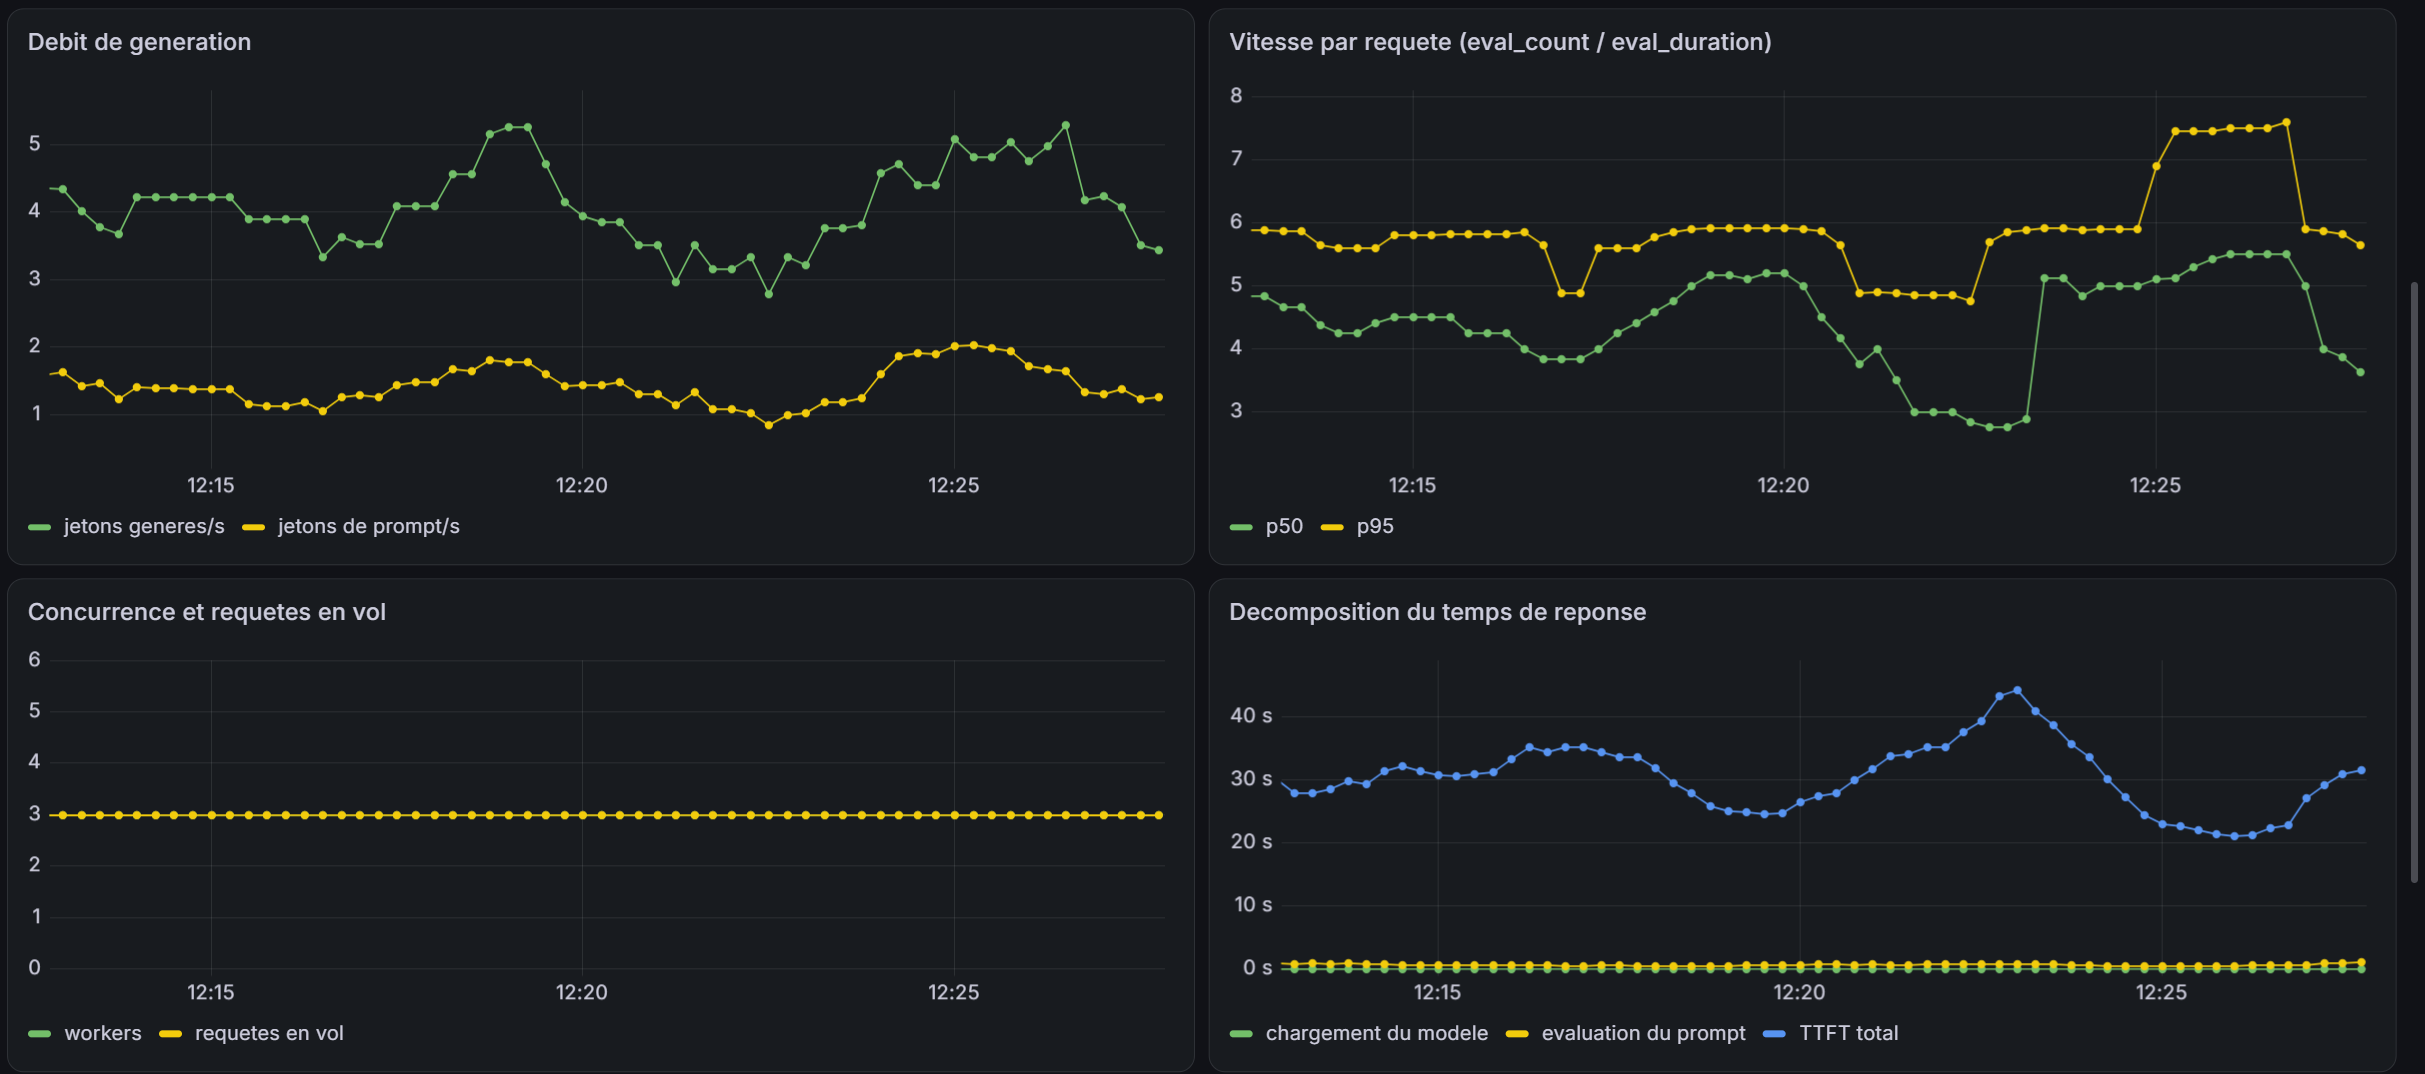 Debit de generation
5
4
3
2
1
12:15 12:20 12:25
jetons generes/s jetons de prompt/s
Vitesse par requete (eval_count / eval_duration)
8
7
6
5
4
3
12:15 12:20 12:25
p50 p95
Concurrence et requetes en vol
6
5
4
3
2
1
0
12:15 12:20 12:25
workers requetes en vol
Decomposition du temps de reponse
40 s
30 s
20 s
10 s
0 s
12:15 12:20 12:25
chargement du modele evaluation du prompt TTFT total